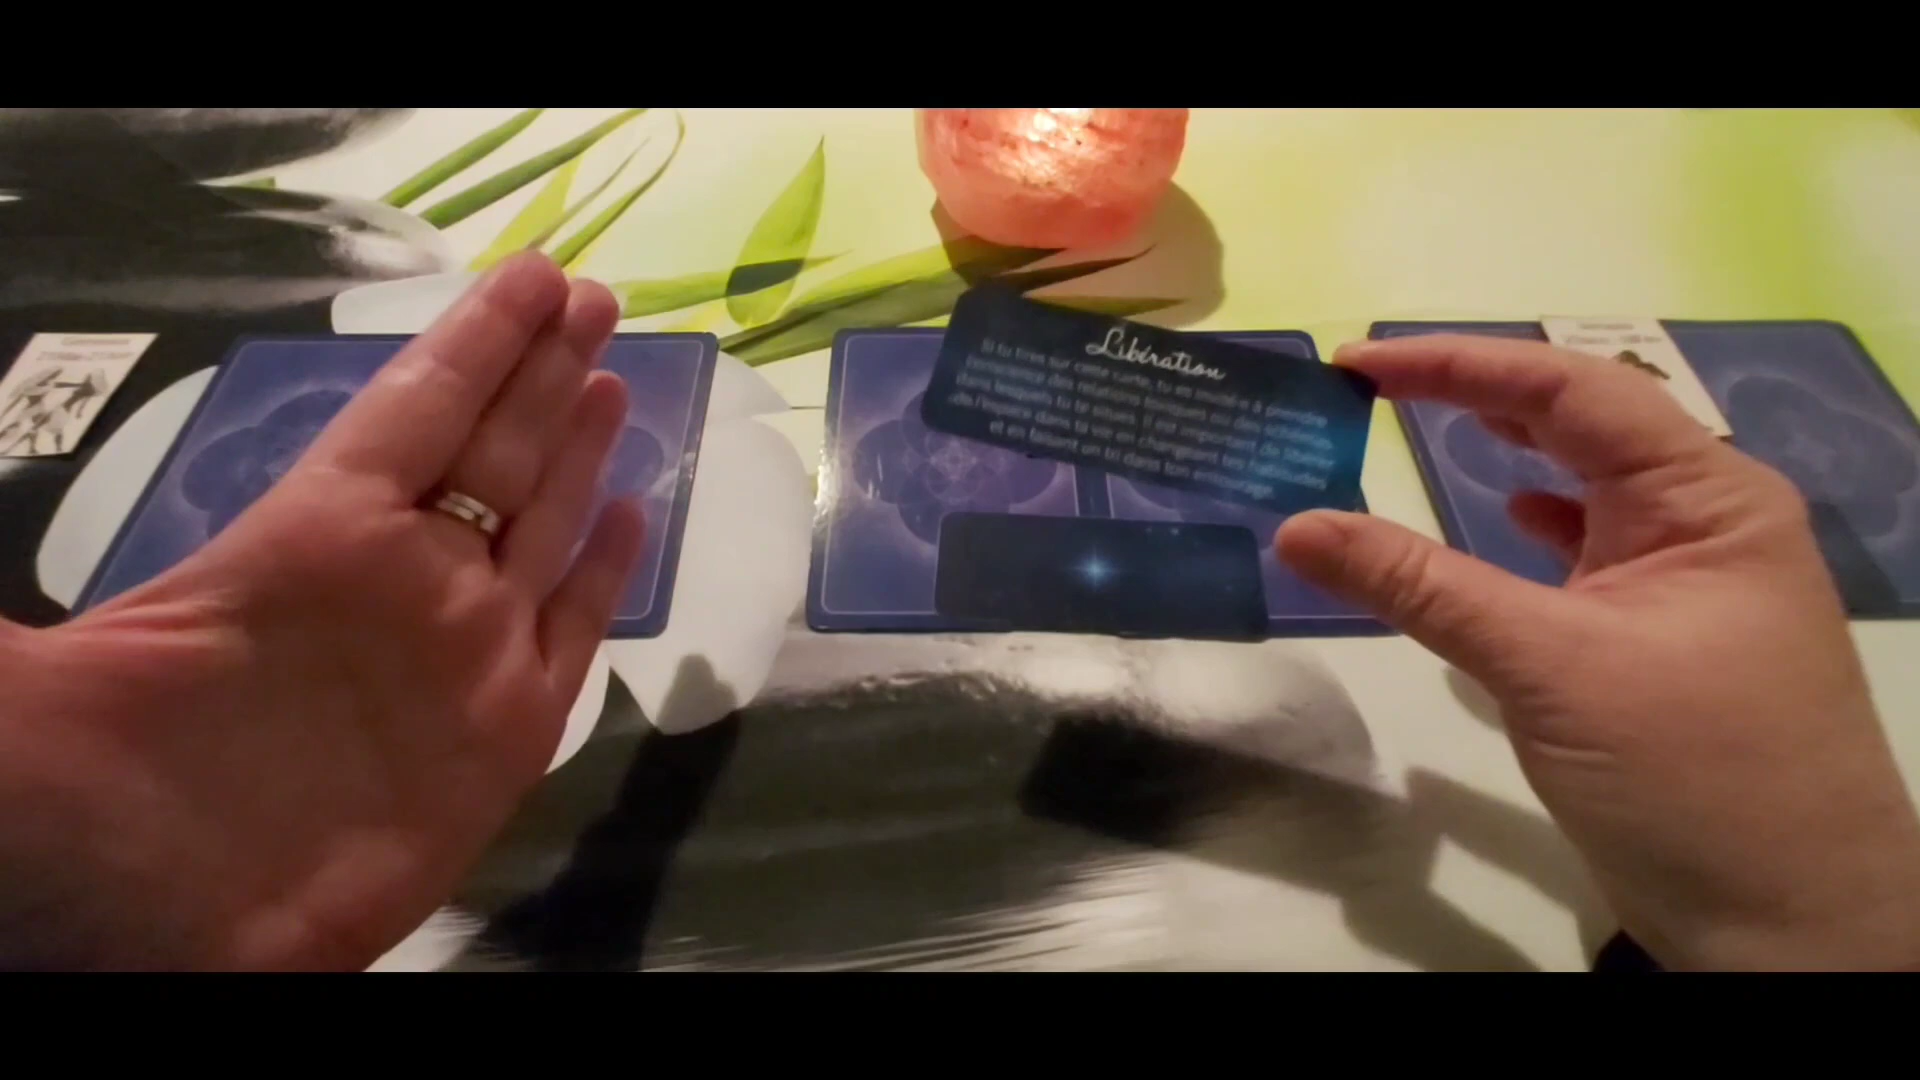 Libération
Si tu tires sur cette carte, tu es invité·e à prendre
conscience des relations toxiques ou des schémas
dans lesquels tu te situes. Il est important de libérer
de l'espace dans ta vie en changeant tes habitudes
et en faisant un tri dans ton entourage.